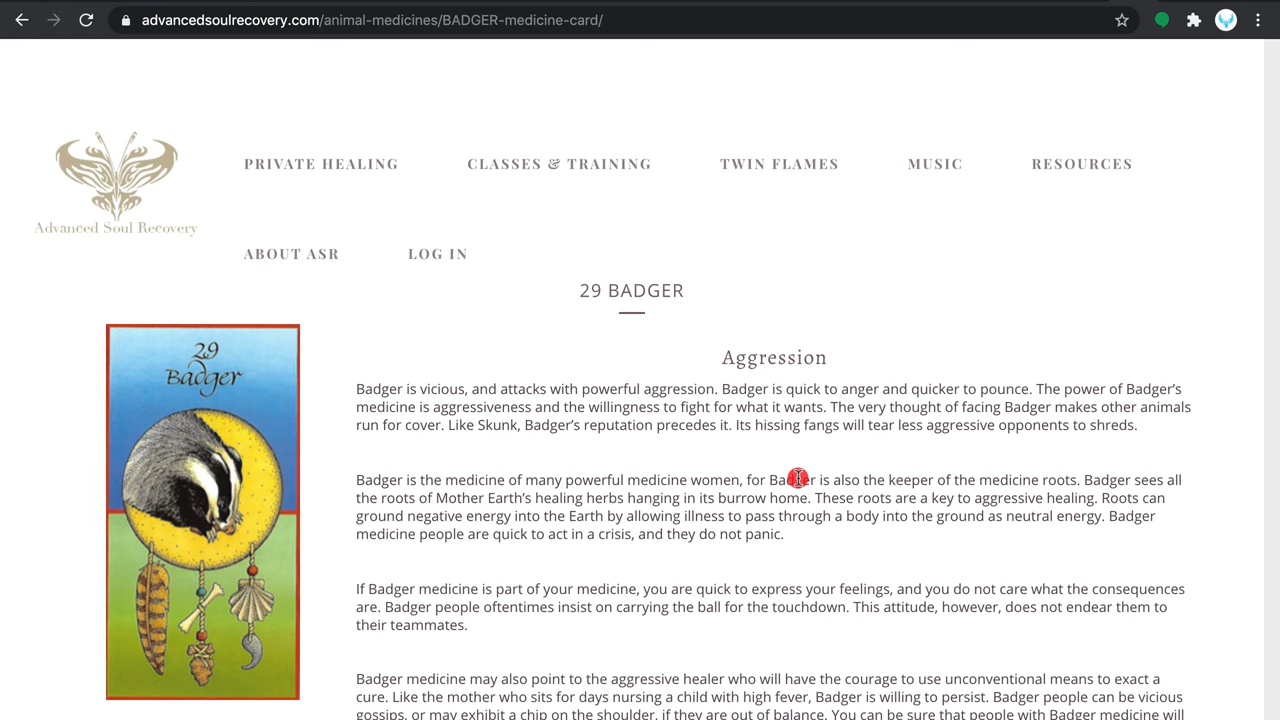 advancedsoulrecovery.com/animal-medicines/BADGER-medicine-card/
PRIVATE HEALING
CLASSES & TRAINING
TWIN FLAMES
MUSIC
RESOURCES
Advanced Soul Recovery
ABOUT ASR
LOG IN
29 BADGER
29
Badger
Aggression
Badger is vicious, and attacks with powerful aggression. Badger is quick to anger and quicker to pounce. The power of Badger’s
medicine is aggressiveness and the willingness to fight for what it wants. The very thought of facing Badger makes other animals
run for cover. Like Skunk, Badger’s reputation precedes it. Its hissing fangs will tear less aggressive opponents to shreds.
Badger is the medicine of many powerful medicine women, for Badger is also the keeper of the medicine roots. Badger sees all
the roots of Mother Earth’s healing herbs hanging in its burrow home. These roots are a key to aggressive healing. Roots can
ground negative energy into the Earth by allowing illness to pass through a body into the ground as neutral energy. Badger
medicine people are quick to act in a crisis, and they do not panic.
If Badger medicine is part of your medicine, you are quick to express your feelings, and you do not care what the consequences
are. Badger people oftentimes insist on carrying the ball for the touchdown. This attitude, however, does not endear them to
their teammates.
Badger medicine may also point to the aggressive healer who will have the courage to use unconventional means to exact a
cure. Like the mother who sits for days nursing a child with high fever, Badger is willing to persist. Badger people can be vicious
gossips, or may exhibit a chip on the shoulder, if they are out of balance. You can be sure that people with Badger medicine will